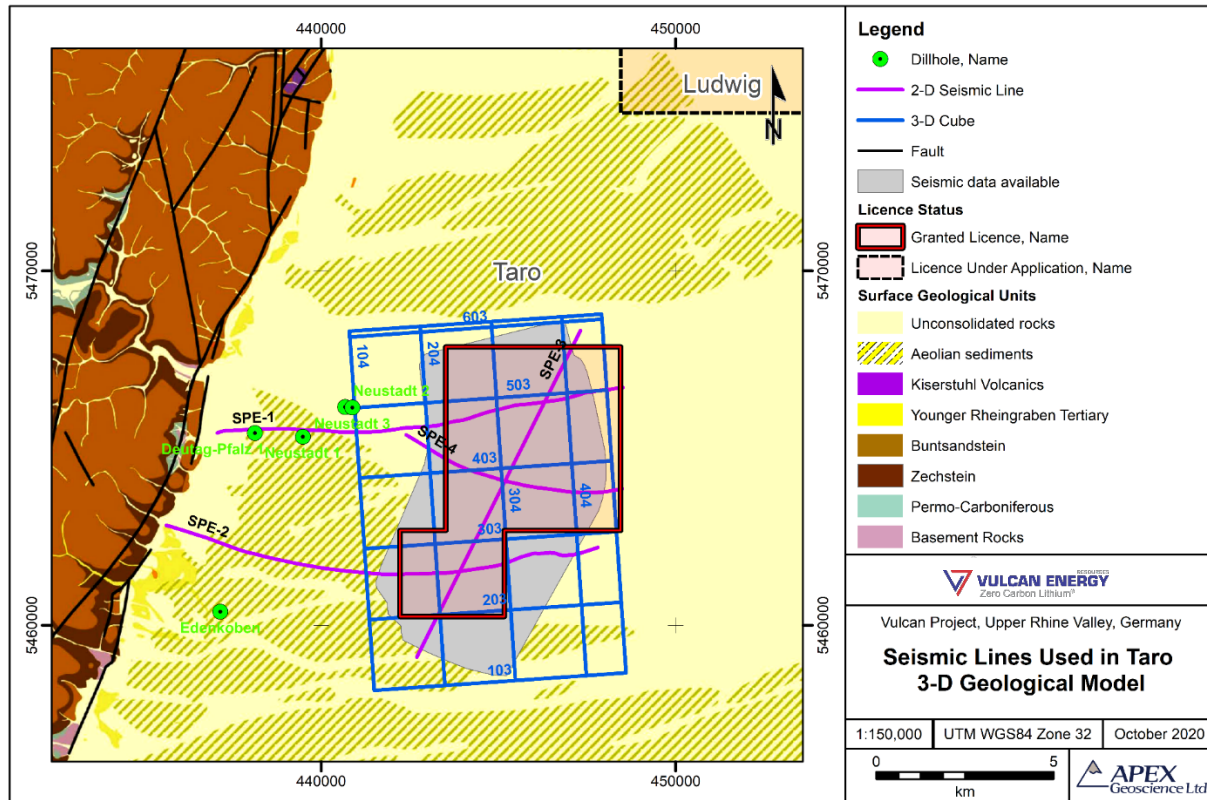 440000
450000
Ludwig
N
Taro
5470000
5470000
603
104
204
SPE-3
503
Neustadt 2
SPE-1
Neustadt 3
Deutag-Pfalz 1
Neustadt 1
SPE-4
403
304
404
SPE-2
303
203
Edenkoben
5460000
5460000
103
440000
450000
Legend
Dillhole, Name
2-D Seismic Line
3-D Cube
Fault
Seismic data available
Licence Status
Granted Licence, Name
Licence Under Application, Name
Surface Geological Units
Unconsolidated rocks
Aeolian sediments
Kiserstuhl Volcanics
Younger Rheingraben Tertiary
Buntsandstein
Zechstein
Permo-Carboniferous
Basement Rocks
VULCAN ENERGY
RESOURCES
Zero Carbon Lithium®
Vulcan Project, Upper Rhine Valley, Germany
Seismic Lines Used in Taro
3-D Geological Model
1:150,000 UTM WGS84 Zone 32 October 2020
0 5
km
APEX
Geoscience Ltd